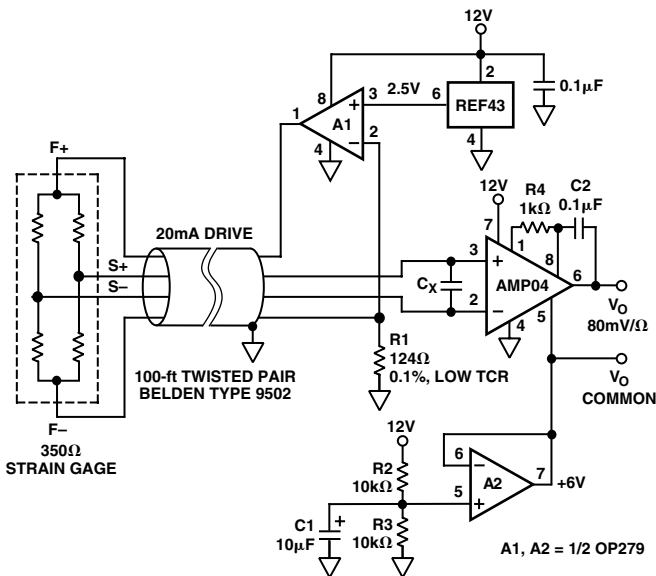 12V
2
8
3
2.5V
6
REF43
0.1µF
1
+
A1
2
–
4
4
F+
20mA DRIVE
S+
S–
F–
350Ω
STRAIN GAGE
100-ft TWISTED PAIR
BELDEN TYPE 9502
CX
R1
124Ω
0.1%, LOW TCR
12V
7
R4
1kΩ
C2
0.1µF
1
8
3
+
AMP04
6
2
–
4
5
VO
80mV/Ω
VO
COMMON
12V
R2
10kΩ
6
–
A2
7
+6V
5
+
C1
10µF
+
R3
10kΩ
A1, A2 = 1/2 OP279